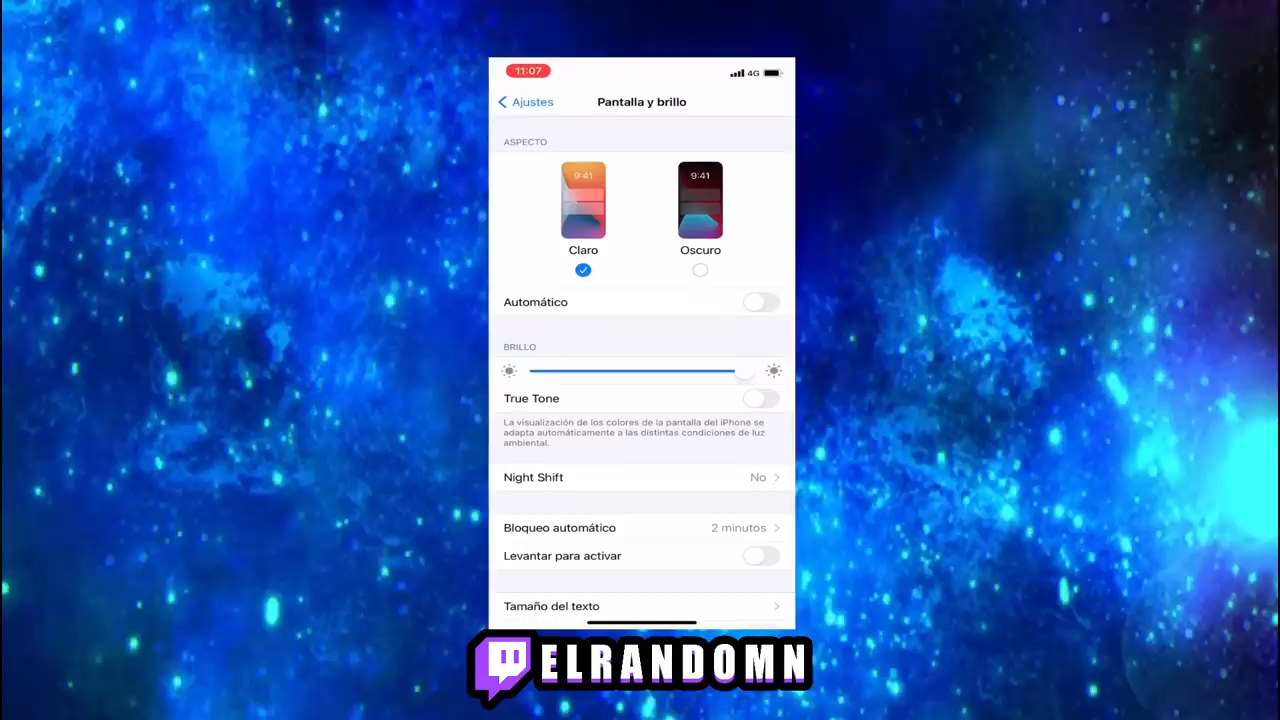 11:07
4G
Ajustes
Pantalla y brillo
ASPECTO
9:41
9:41
Claro
Oscuro
Automático
BRILLO
True Tone
La visualización de los colores de la pantalla del iPhone se
adapta automáticamente a las distintas condiciones de luz
ambiental.
Night Shift
No
Bloqueo automático
2 minutos
Levantar para activar
Tamaño del texto
ELRANDOMN